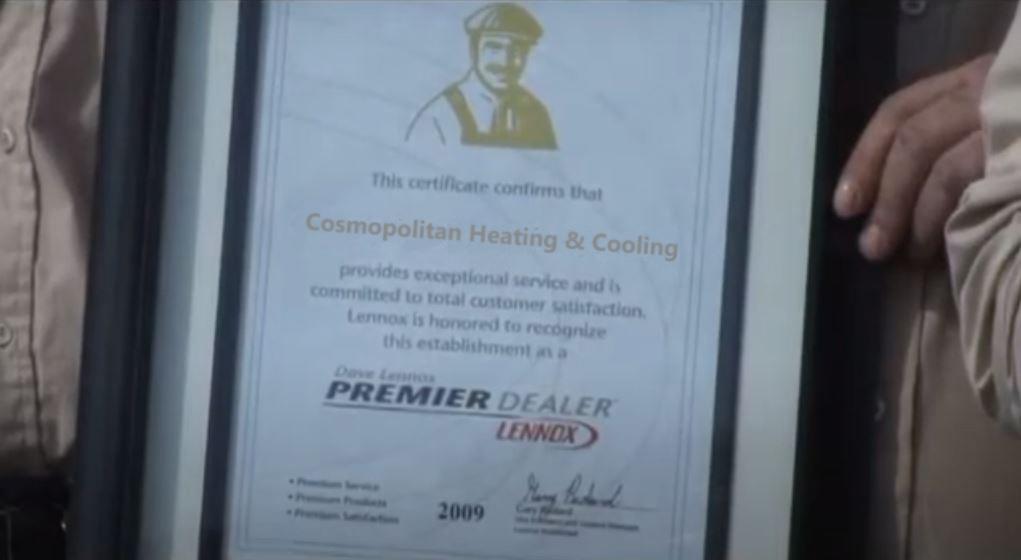 This certificate confirms that
Cosmopolitan Heating & Cooling
provides exceptional service and is
committed to total customer satisfaction.
Lennox is honored to recognize
this establishment as a
Dave Lennox
PREMIER DEALER
LENNOX
• Premium Service
• Premium Products
• Premium Satisfaction
2009
Gary